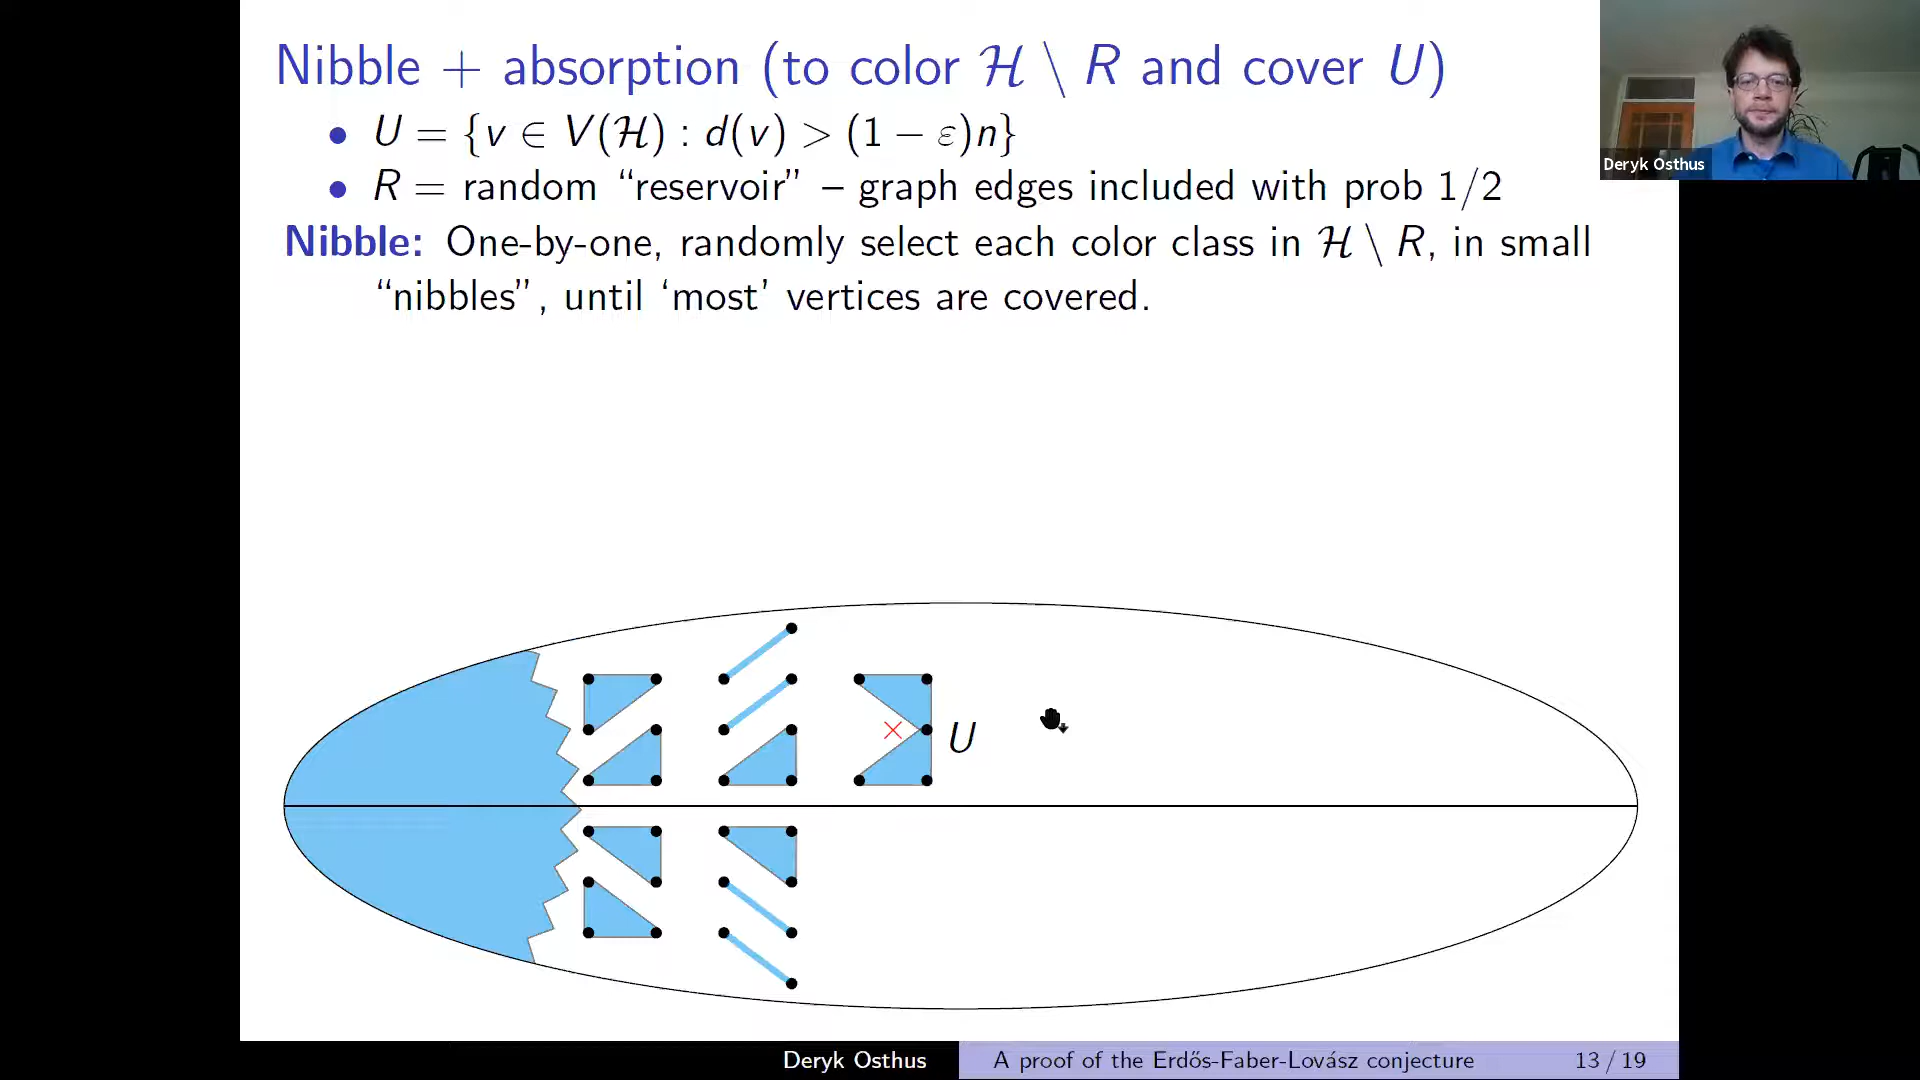 Nibble + absorption (to color ℋ \ R and cover U)
• U = {v ∈ V(ℋ) : d(v) > (1 − ε)n}
• R = random “reservoir” – graph edges included with prob 1/2
Nibble: One-by-one, randomly select each color class in ℋ \ R, in small
“nibbles”, until ‘most’ vertices are covered.
Deryk Osthus
U
Deryk Osthus A proof of the Erdős-Faber-Lovász conjecture 13 / 19